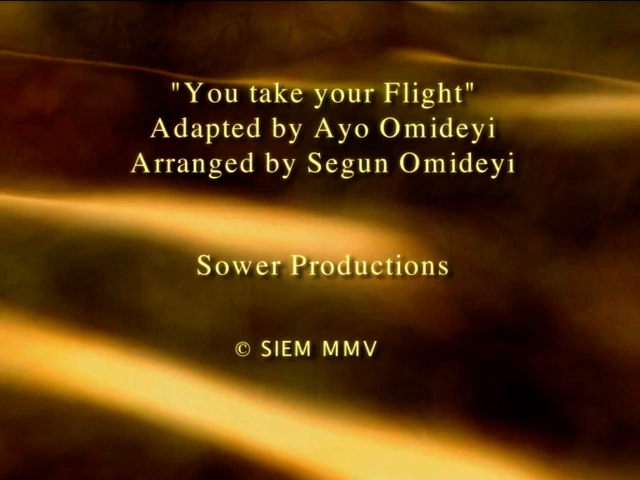 "You take your Flight"
Adapted by Ayo Omideyi
Arranged by Segun Omideyi
Sower Productions
© SIEM MMV